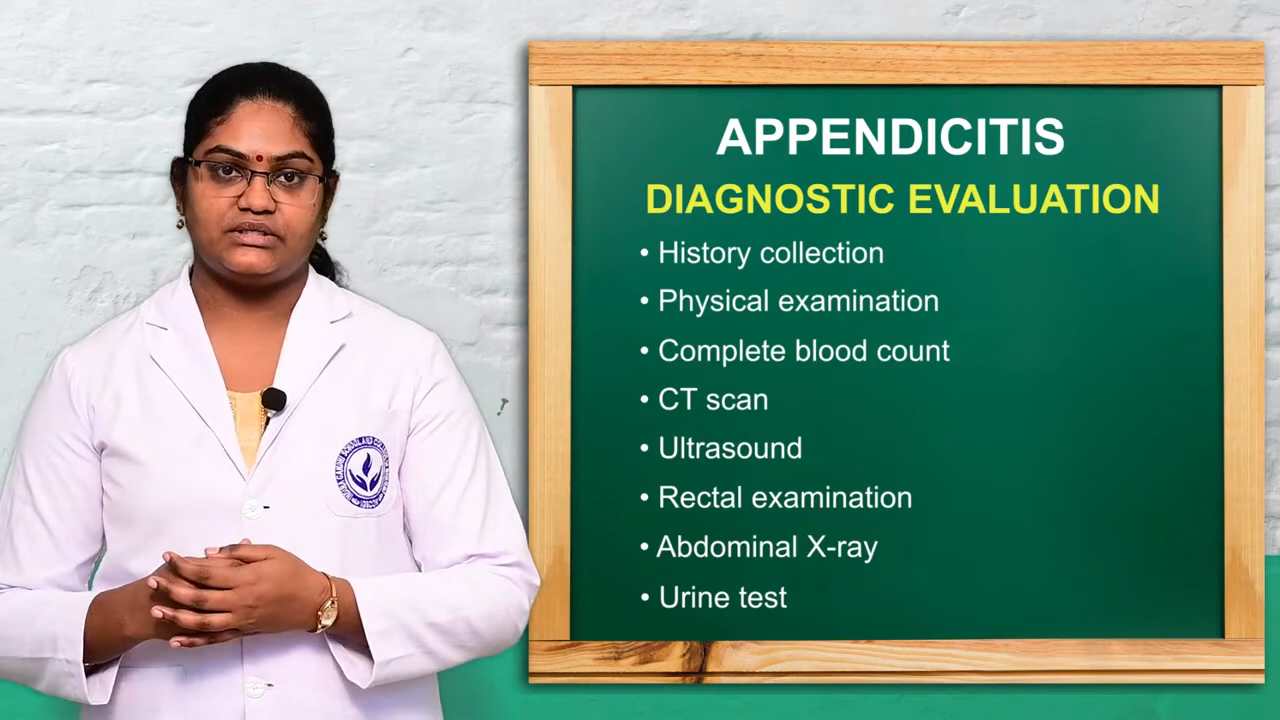 APPENDICITIS
DIAGNOSTIC EVALUATION
• History collection
• Physical examination
• Complete blood count
• CT scan
• Ultrasound
• Rectal examination
• Abdominal X-ray
• Urine test